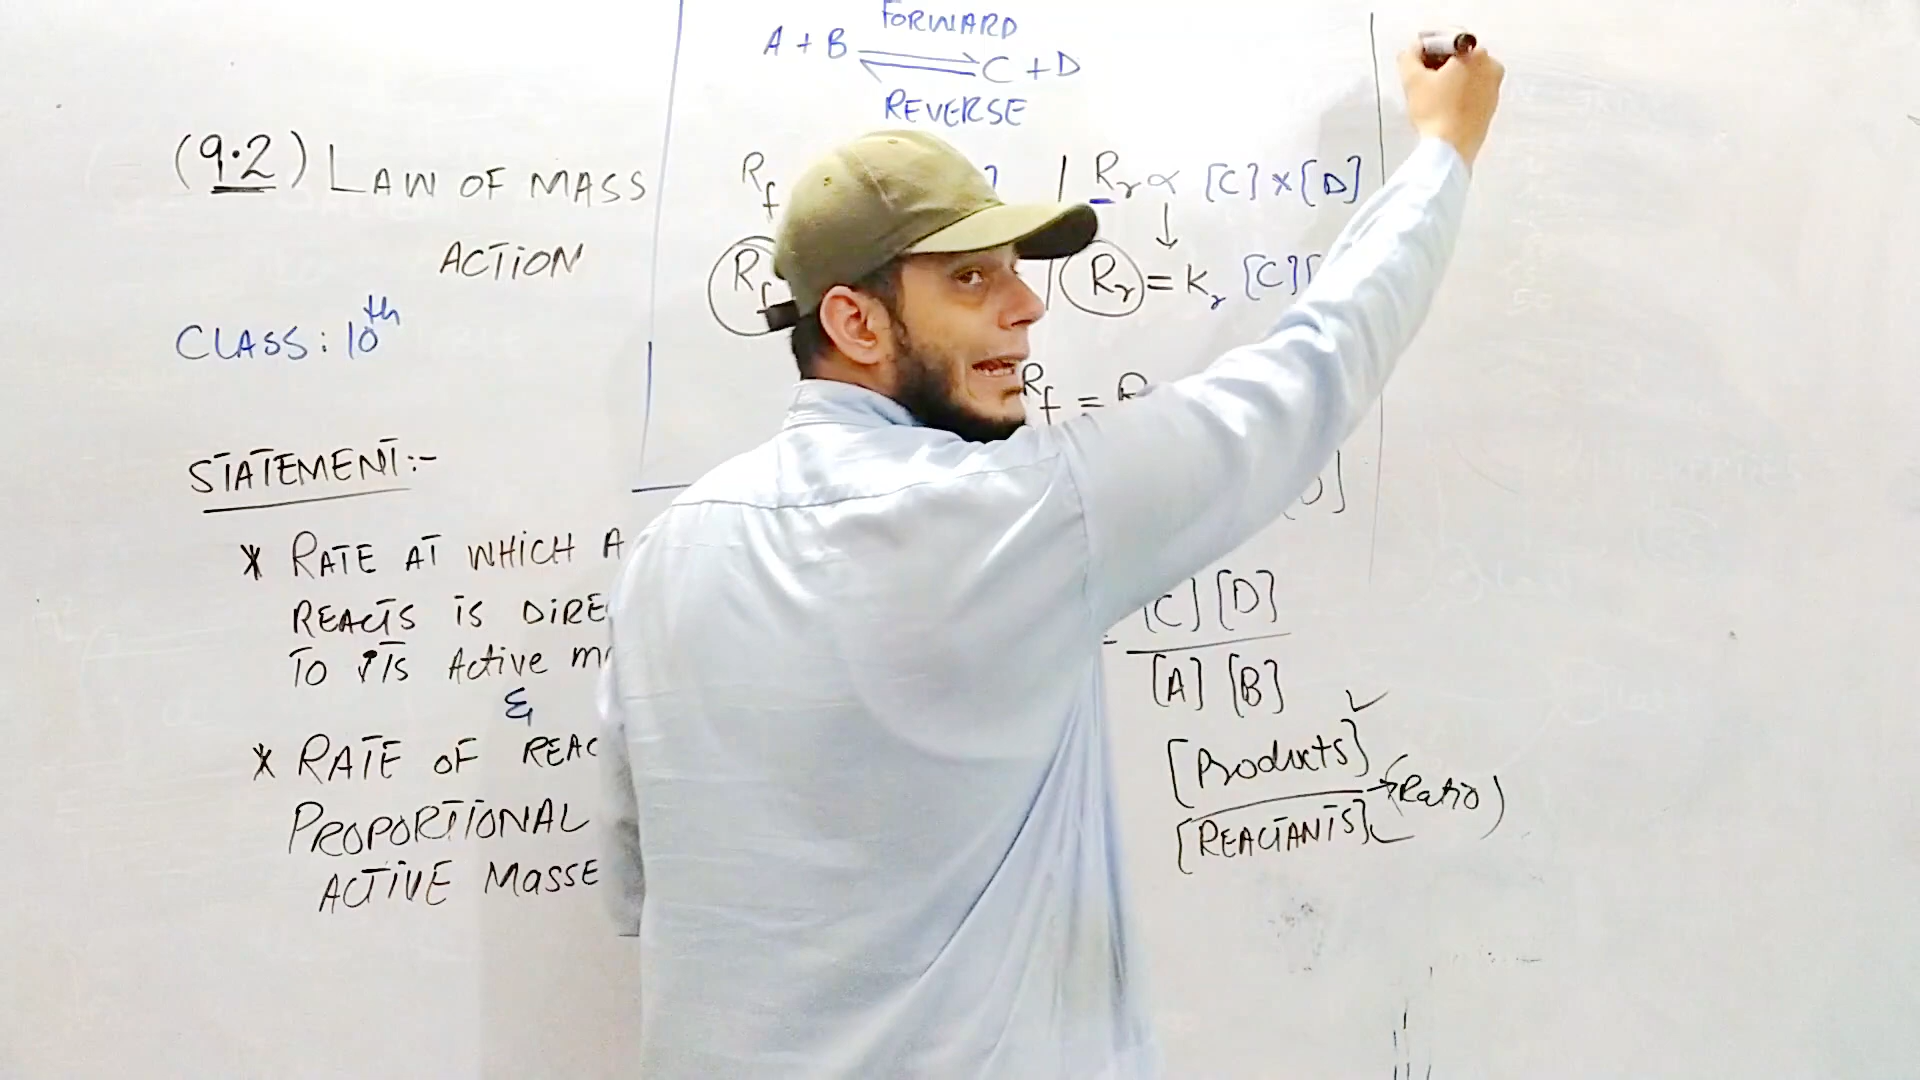 (9.2) LAW OF MASS
ACTION
CLASS: 10th
STATEMENT:-
* RATE AT WHICH A
REACTS IS DIRE
TO ITS Active m
&
* RATE OF REAC
PROPORTIONAL
ACTIVE MASSE
FORWARD
A + B ⇌ C + D
REVERSE
Rf
Rf
] | Rr ∝ [C] × [D]
↓
| Rr = Kr [C][
Rf = R
D]
[C] [D]
[A] [B]
[Products] ✓
[REACTANTS]
→ (Ratio)